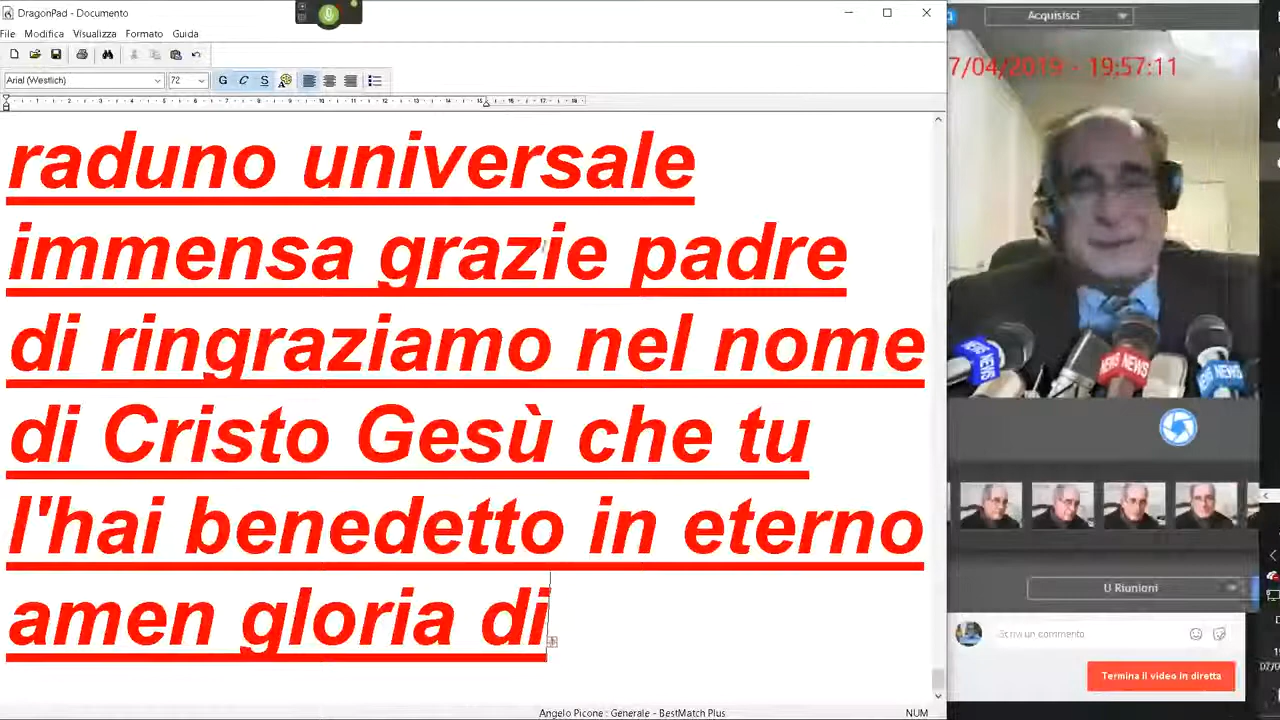 DragonPad - Documento
File Modifica Visualizza Formato Guida
Arial (Westlich) 72
G C S
raduno universale
immensa grazie padre
di ringraziamo nel nome
di Cristo Gesù che tu
l'hai benedetto in eterno
amen gloria di
Angelo Picone : Generale - BestMatch Plus
NUM
Acquisisci
7/04/2019 - 19:57:11
NEWS
NEWS NEWS
NEWS
U Riunioni
Scrivi un commento
Termina il video in diretta